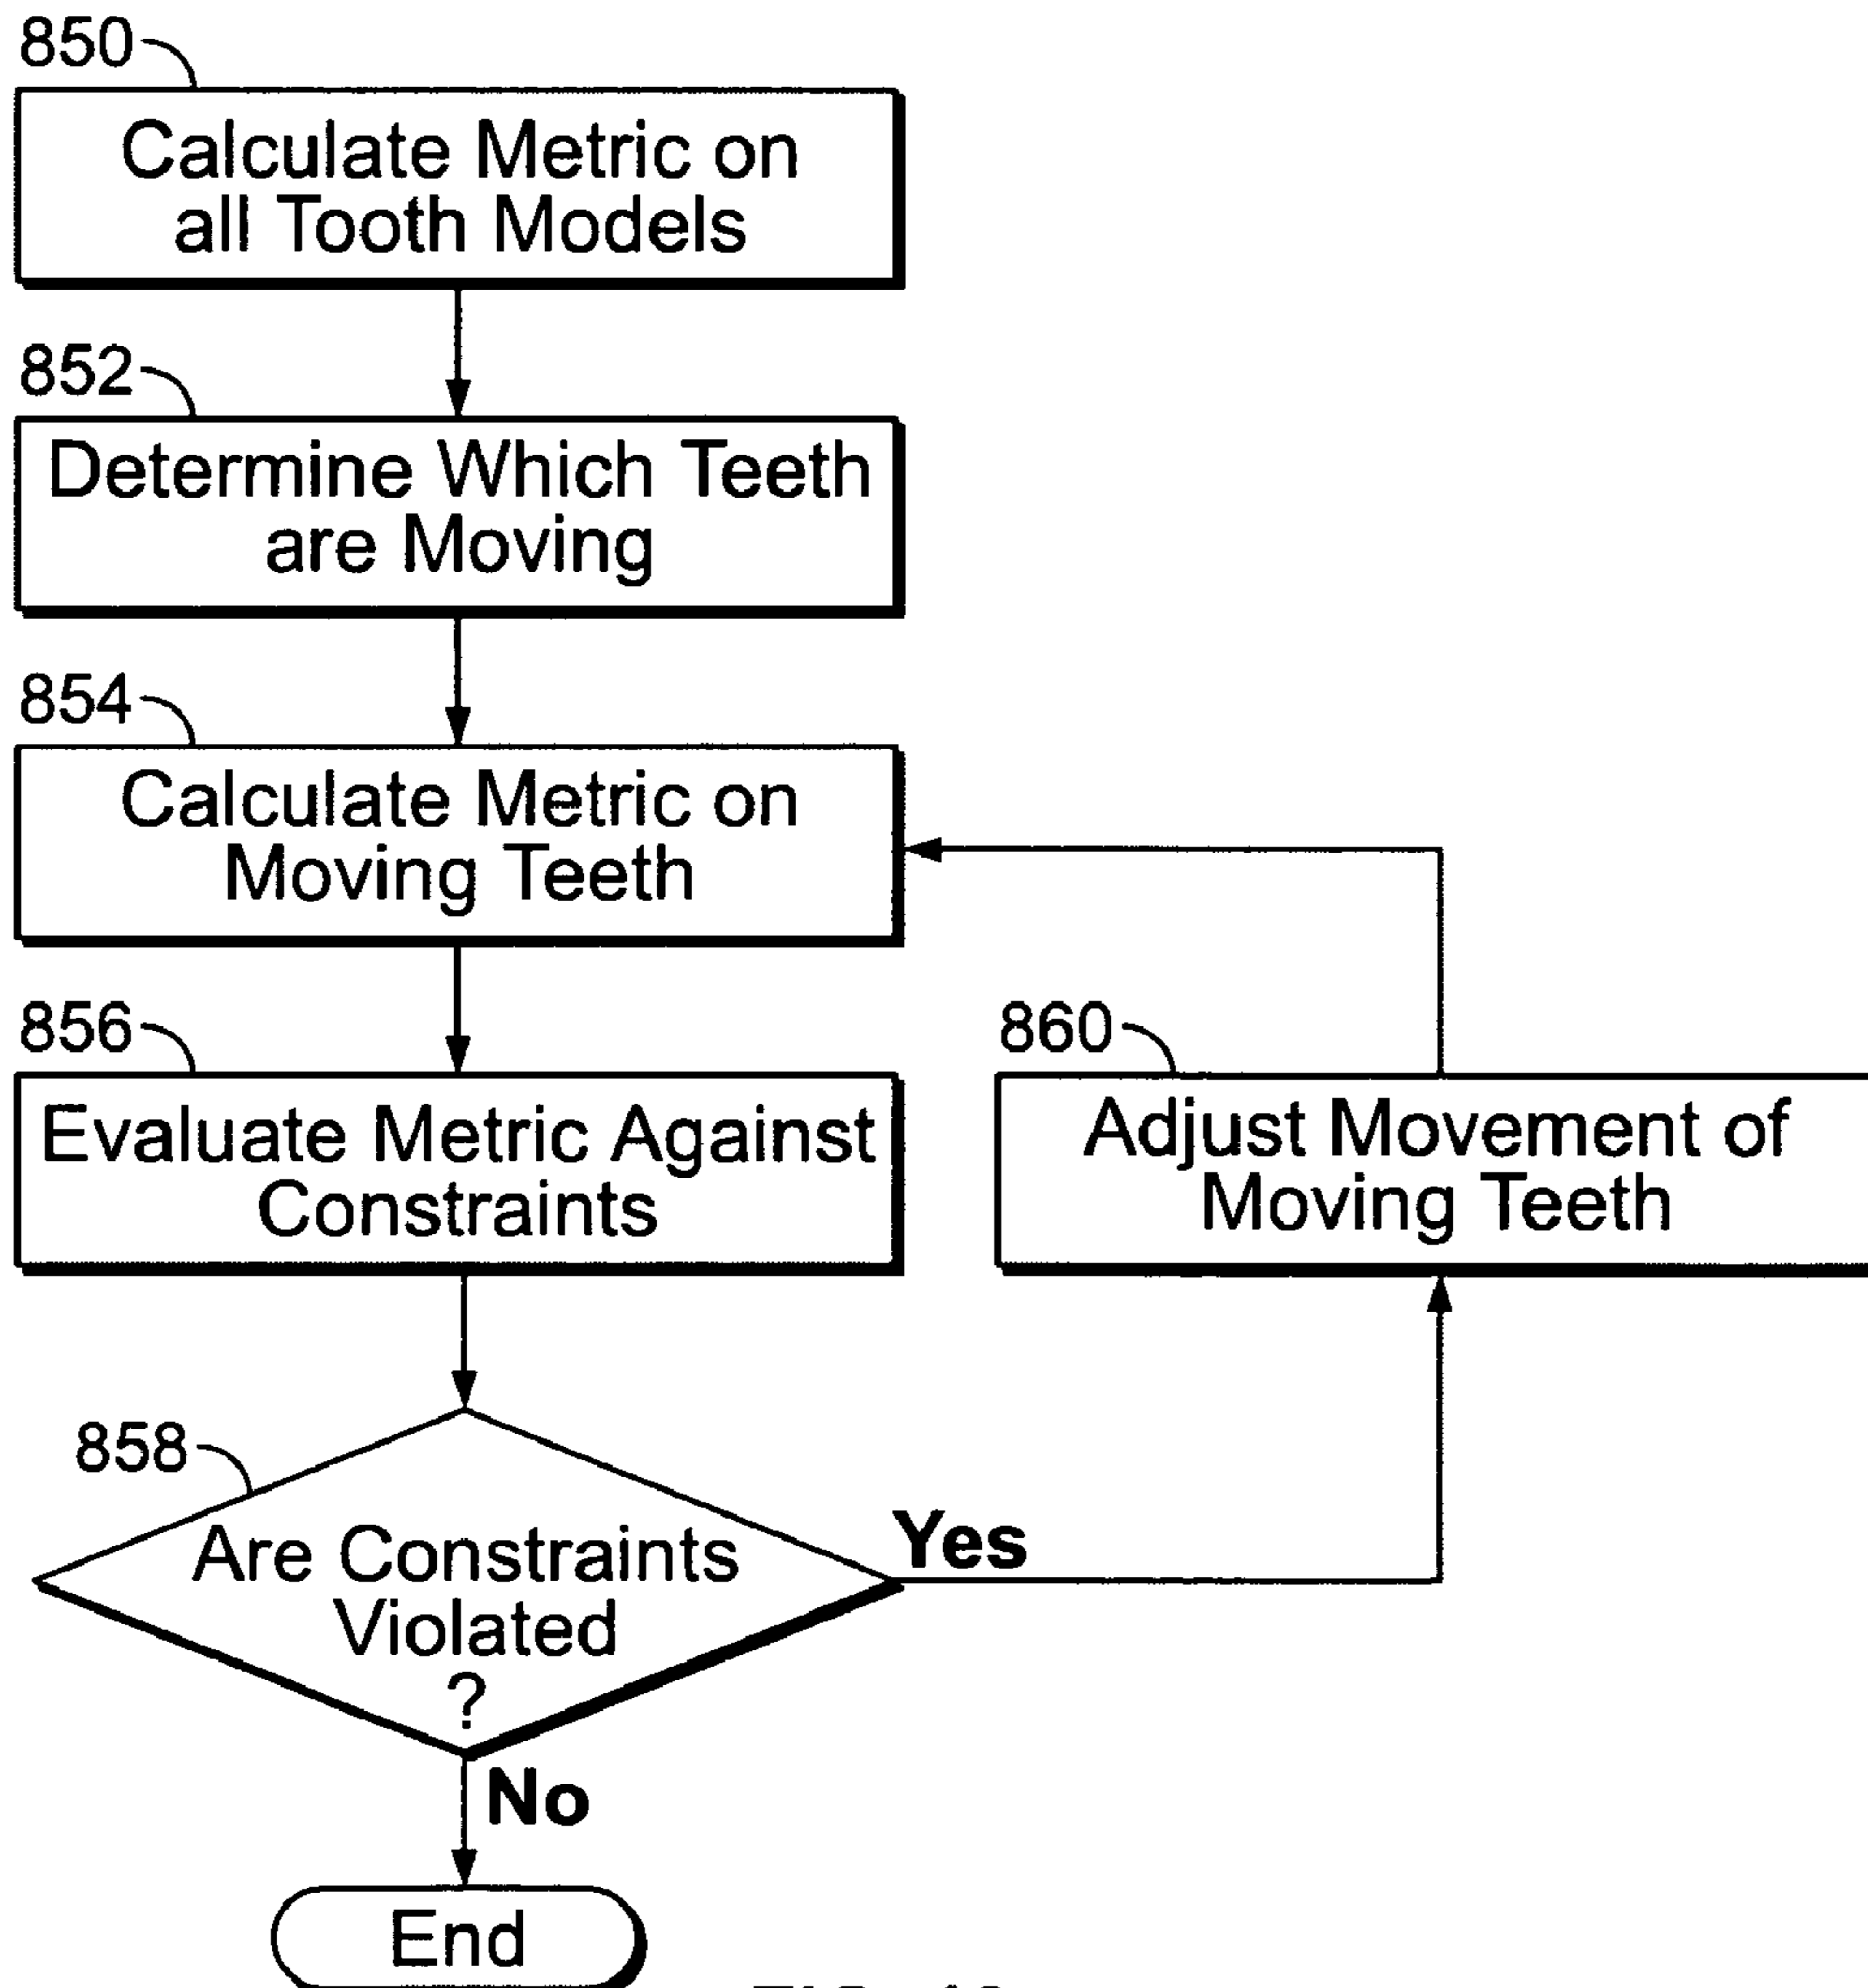 850
Calculate Metric on
all Tooth Models
852
Determine Which Teeth
are Moving
854
Calculate Metric on
Moving Teeth
856
Evaluate Metric Against
Constraints
860
Adjust Movement of
Moving Teeth
858
Are Constraints
Violated
?
Yes
No
End